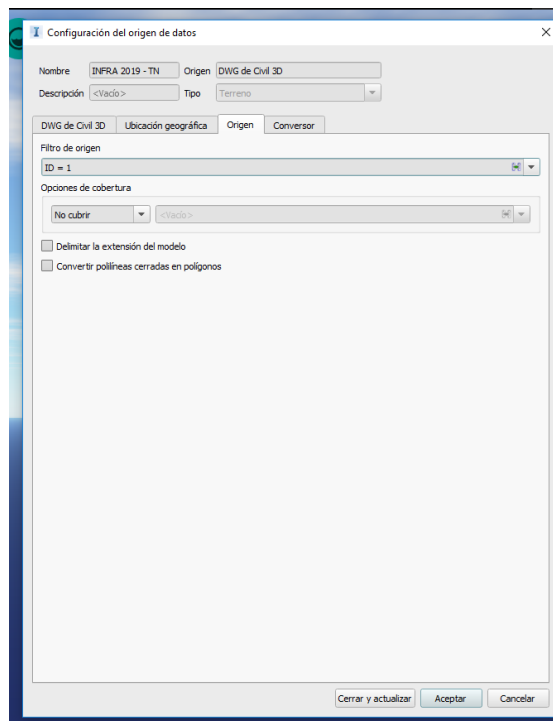 Configuración del origen de datos
Nombre INFRA 2019 - TN Origen DWG de Civil 3D
Descripción <Vacío> Tipo Terreno
DWG de Civil 3D Ubicación geográfica Origen Conversor
Filtro de origen
ID = 1
Opciones de cobertura
No cubrir <Vacío>
Delimitar la extensión del modelo
Convertir polilíneas cerradas en polígonos
Cerrar y actualizar Aceptar Cancelar